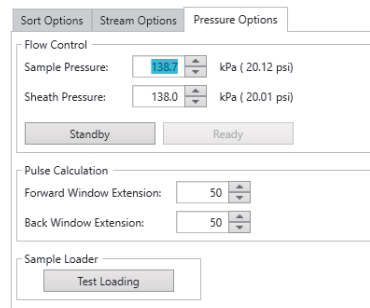 Sort Options Stream Options Pressure Options
Flow Control
Sample Pressure: 138.7 kPa ( 20.12 psi)
Sheath Pressure: 138.0 kPa ( 20.01 psi)
Standby Ready
Pulse Calculation
Forward Window Extension: 50
Back Window Extension: 50
Sample Loader
Test Loading